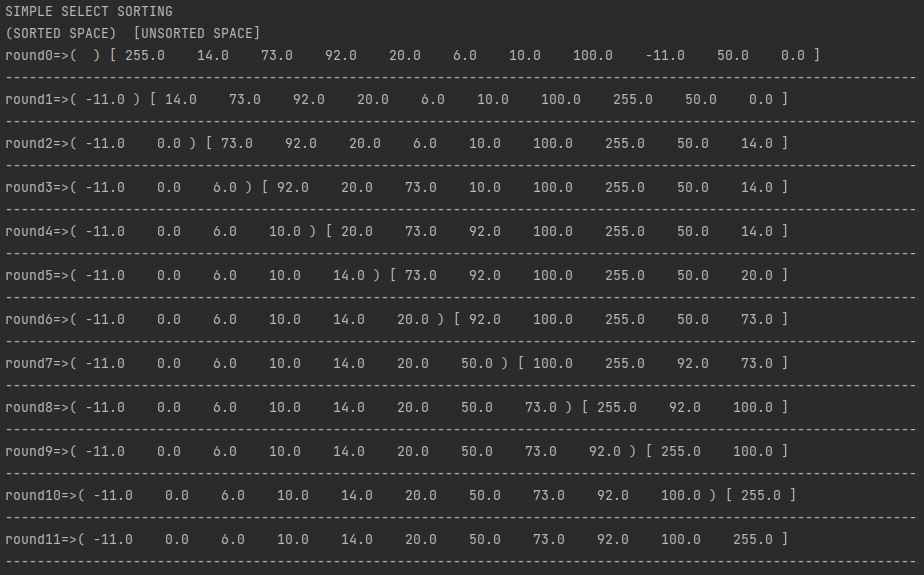 SIMPLE SELECT SORTING
(SORTED SPACE)  [UNSORTED SPACE]
round0=>(  ) [ 255.0    14.0    73.0    92.0    20.0    6.0    10.0    100.0    -11.0    50.0    0.0 ]
------------------------------------------------------------------------------------------------------------------
round1=>( -11.0 ) [ 14.0    73.0    92.0    20.0    6.0    10.0    100.0    255.0    50.0    0.0 ]
------------------------------------------------------------------------------------------------------------------
round2=>( -11.0    0.0 ) [ 73.0    92.0    20.0    6.0    10.0    100.0    255.0    50.0    14.0 ]
------------------------------------------------------------------------------------------------------------------
round3=>( -11.0    0.0    6.0 ) [ 92.0    20.0    73.0    10.0    100.0    255.0    50.0    14.0 ]
------------------------------------------------------------------------------------------------------------------
round4=>( -11.0    0.0    6.0    10.0 ) [ 20.0    73.0    92.0    100.0    255.0    50.0    14.0 ]
------------------------------------------------------------------------------------------------------------------
round5=>( -11.0    0.0    6.0    10.0    14.0 ) [ 73.0    92.0    100.0    255.0    50.0    20.0 ]
------------------------------------------------------------------------------------------------------------------
round6=>( -11.0    0.0    6.0    10.0    14.0    20.0 ) [ 92.0    100.0    255.0    50.0    73.0 ]
------------------------------------------------------------------------------------------------------------------
round7=>( -11.0    0.0    6.0    10.0    14.0    20.0    50.0 ) [ 100.0    255.0    92.0    73.0 ]
------------------------------------------------------------------------------------------------------------------
round8=>( -11.0    0.0    6.0    10.0    14.0    20.0    50.0    73.0 ) [ 255.0    92.0    100.0 ]
------------------------------------------------------------------------------------------------------------------
round9=>( -11.0    0.0    6.0    10.0    14.0    20.0    50.0    73.0    92.0 ) [ 255.0    100.0 ]
------------------------------------------------------------------------------------------------------------------
round10=>( -11.0    0.0    6.0    10.0    14.0    20.0    50.0    73.0    92.0    100.0 ) [ 255.0 ]
------------------------------------------------------------------------------------------------------------------
round11=>( -11.0    0.0    6.0    10.0    14.0    20.0    50.0    73.0    92.0    100.0    255.0 ]
------------------------------------------------------------------------------------------------------------------